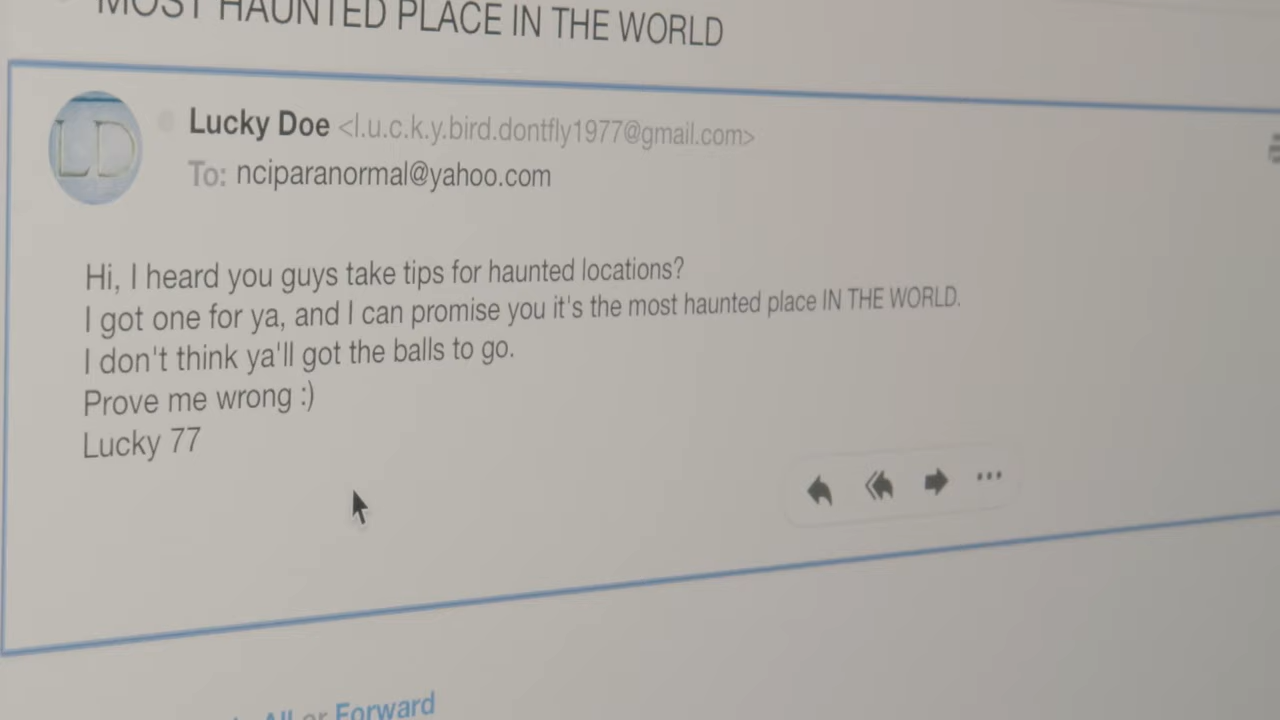 MOST HAUNTED PLACE IN THE WORLD
LD
Lucky Doe <l.u.c.k.y.bird.dontfly1977@gmail.com>
To: nciparanormal@yahoo.com
Hi, I heard you guys take tips for haunted locations?
I got one for ya, and I can promise you it's the most haunted place IN THE WORLD.
I don't think ya'll got the balls to go.
Prove me wrong :)
Lucky 77
All or Forward